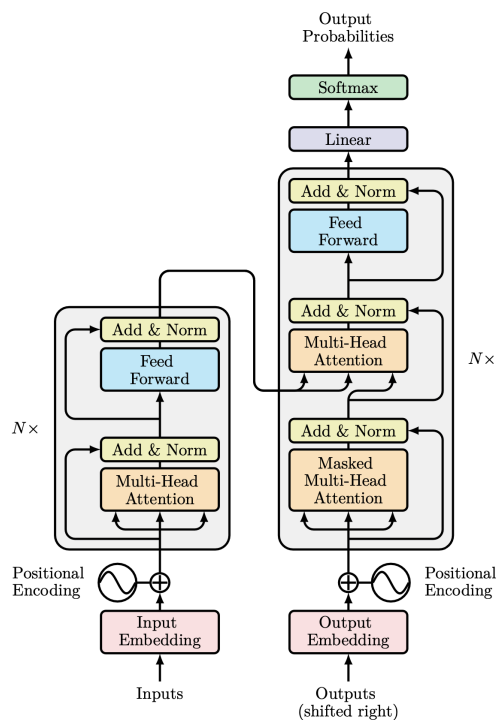 Output
Probabilities
Softmax
Linear
Add & Norm
Feed
Forward
Add & Norm
Multi-Head
Attention
N×
Add & Norm
Masked
Multi-Head
Attention
Add & Norm
Feed
Forward
N×
Add & Norm
Multi-Head
Attention
Positional
Encoding
Positional
Encoding
Input
Embedding
Output
Embedding
Inputs
Outputs
(shifted right)